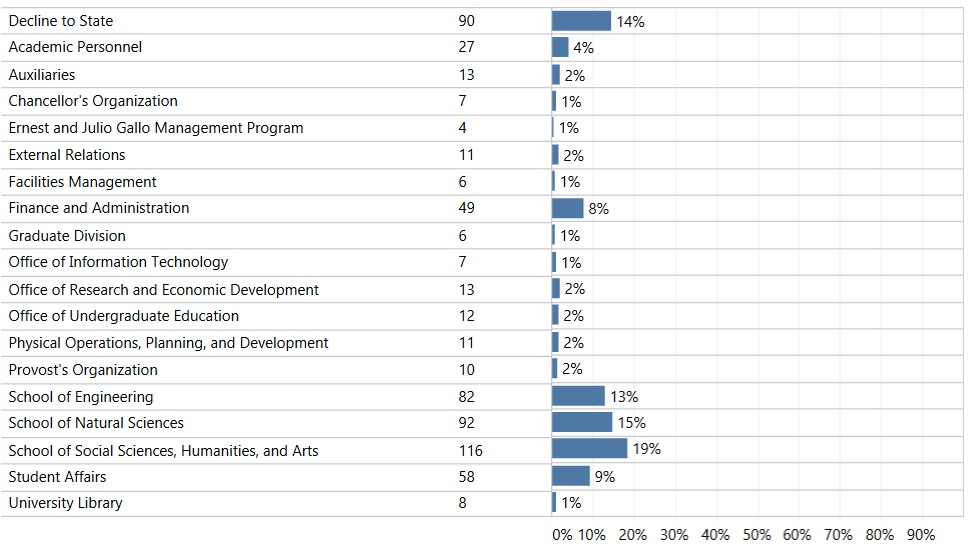 Decline to State 90 14%
Academic Personnel 27 4%
Auxiliaries 13 2%
Chancellor's Organization 7 1%
Ernest and Julio Gallo Management Program 4 1%
External Relations 11 2%
Facilities Management 6 1%
Finance and Administration 49 8%
Graduate Division 6 1%
Office of Information Technology 7 1%
Office of Research and Economic Development 13 2%
Office of Undergraduate Education 12 2%
Physical Operations, Planning, and Development 11 2%
Provost's Organization 10 2%
School of Engineering 82 13%
School of Natural Sciences 92 15%
School of Social Sciences, Humanities, and Arts 116 19%
Student Affairs 58 9%
University Library 8 1%
0% 10% 20% 30% 40% 50% 60% 70% 80% 90%